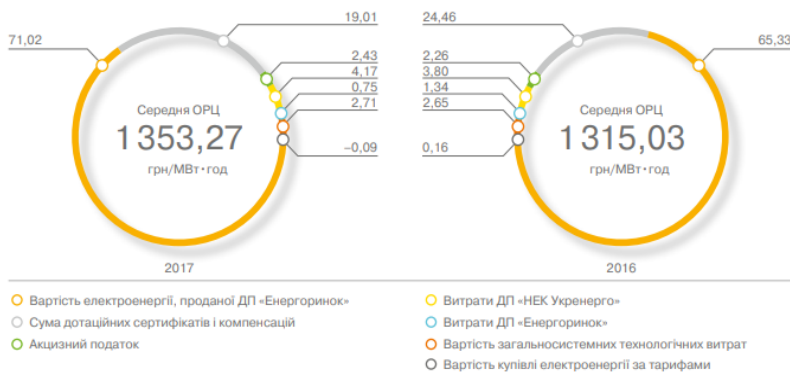 71,02
19,01
2,43
4,17
0,75
2,71
–0,09
Середня ОРЦ
1 353,27
грн/МВт•год
2017
24,46
65,33
2,26
3,80
1,34
2,65
0,16
Середня ОРЦ
1 315,03
грн/МВт•год
2016
Вартість електроенергії, проданої ДП «Енергоринок»
Сума дотаційних сертифікатів і компенсацій
Акцизний податок
Витрати ДП «НЕК Укренерго»
Витрати ДП «Енергоринок»
Вартість загальносистемних технологічних витрат
Вартість купівлі електроенергії за тарифами